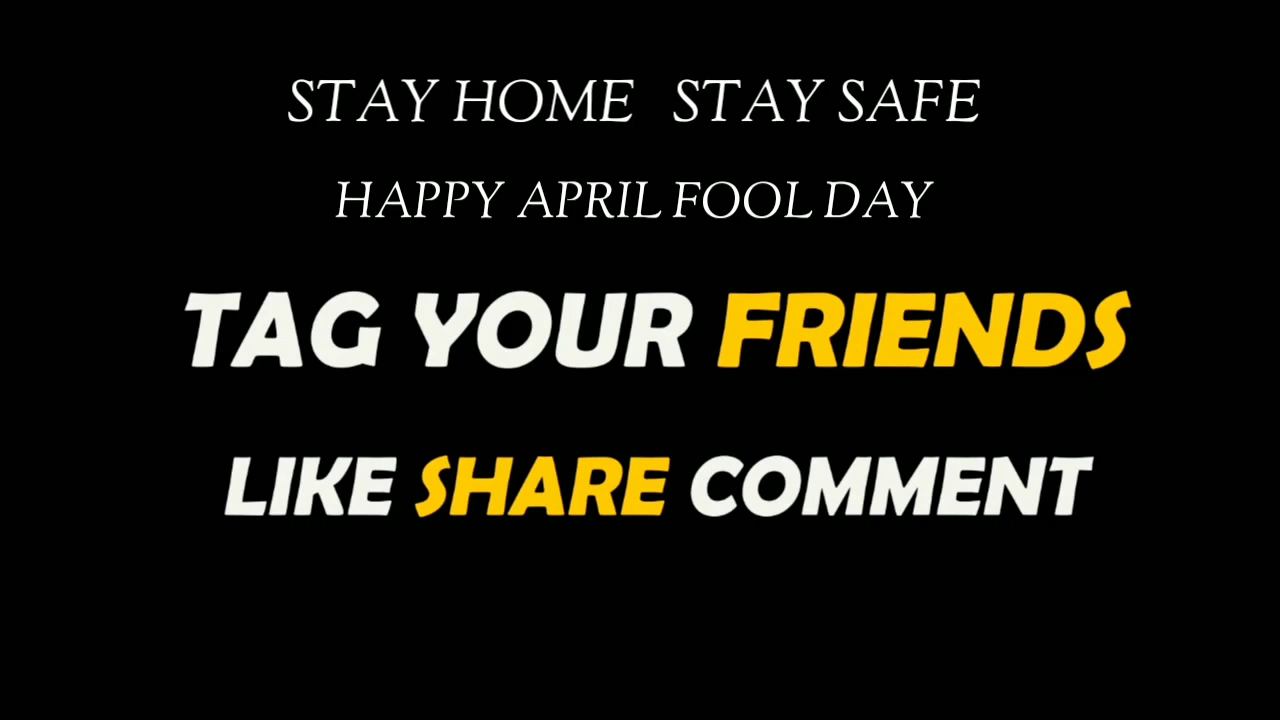 STAY HOME STAY SAFE
HAPPY APRIL FOOL DAY
TAG YOUR FRIENDS
LIKE SHARE COMMENT